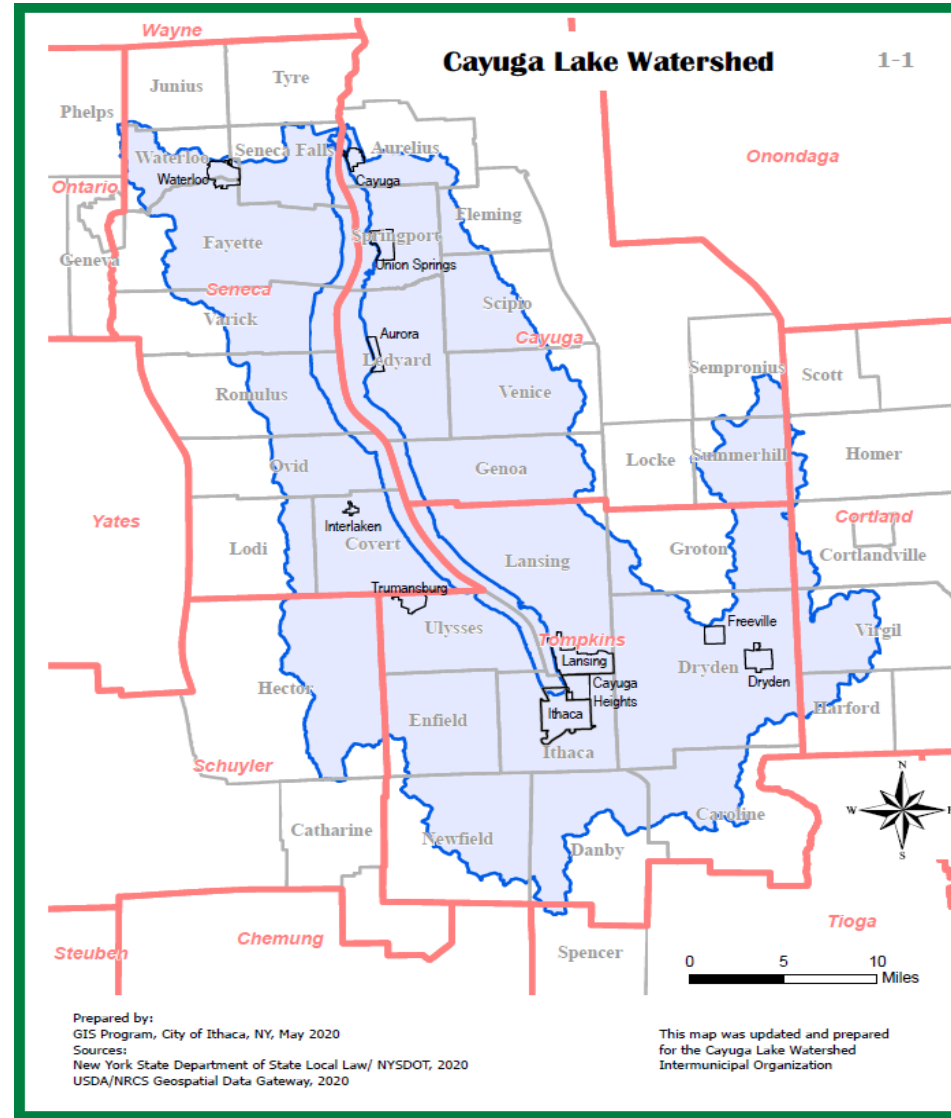 Wayne
Cayuga Lake Watershed
1-1
Tyre
Junius
Phelps
Onondaga
Aurelius
Seneca Falls
Waterloo
Waterloo
Cayuga
Ontario
Fleming
Springport
Fayette
Geneva
Union Springs
Seneca
Scipio
Varick
Aurora
Cayuga
Ledyard
Sempronius
Scott
Romulus
Venice
Ovid
Genoa
Locke
Summerhill
Homer
Yates
Interlaken
Cortland
Covert
Lodi
Lansing
Groton
Cortlandville
Trumansburg
Ulysses
Freeville
Virgil
Tompkins
Lansing
Dryden
Dryden
Hector
Cayuga
Heights
Enfield
Ithaca
Harford
Ithaca
Schuyler
N
W
E
S
Catharine
Newfield
Danby
Caroline
Tioga
Chemung
Steuben
Spencer
0 5 10
Miles
Prepared by:
GIS Program, City of Ithaca, NY, May 2020
Sources:
New York State Department of State Local Law/ NYSDOT, 2020
USDA/NRCS Geospatial Data Gateway, 2020
This map was updated and prepared
for the Cayuga Lake Watershed
Intermunicipal Organization